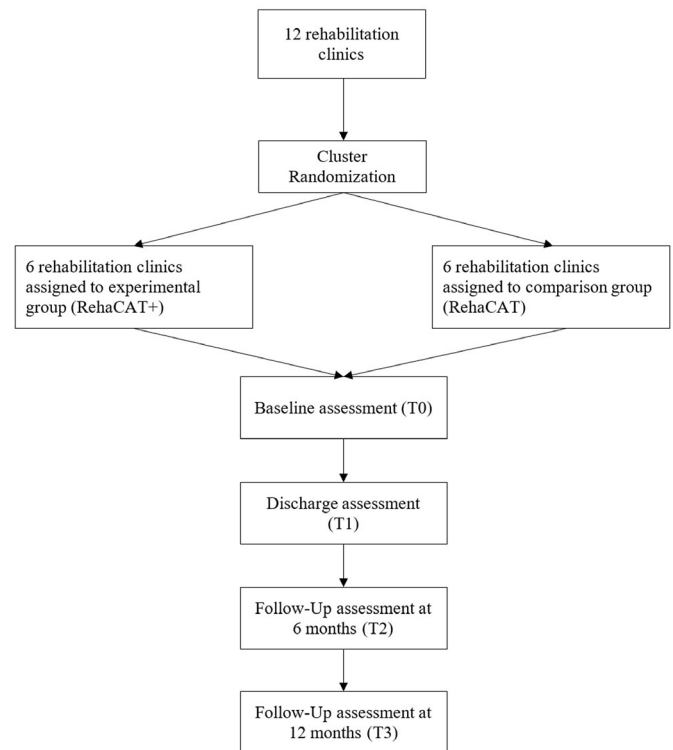 12 rehabilitation
clinics
Cluster
Randomization
6 rehabilitation clinics
assigned to experimental
group (RehaCAT+)
6 rehabilitation clinics
assigned to comparison group
(RehaCAT)
Baseline assessment (T0)
Discharge assessment
(T1)
Follow-Up assessment at
6 months (T2)
Follow-Up assessment at
12 months (T3)